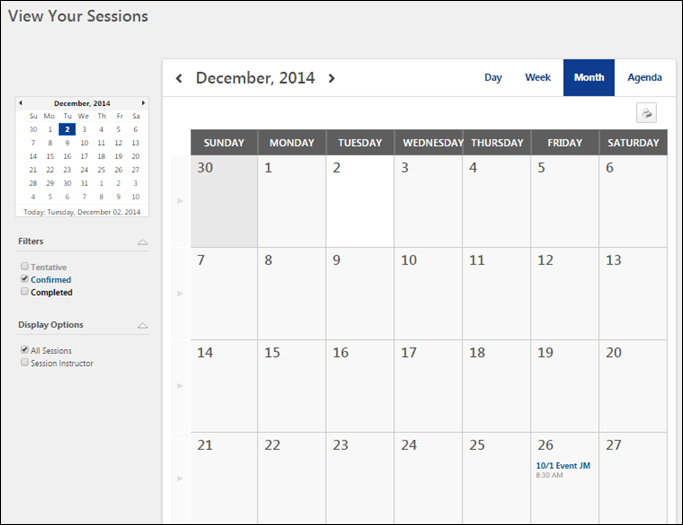 View Your Sessions
December, 2014
Day Week Month Agenda
December, 2014
Su Mo Tu We Th Fr Sa
30 1 2 3 4 5 6
7 8 9 10 11 12 13
14 15 16 17 18 19 20
21 22 23 24 25 26 27
28 29 30 31 1 2 3
4 5 6 7 8 9 10
Today: Tuesday, December 02, 2014
Filters
Tentative
Confirmed
Completed
Display Options
All Sessions
Session Instructor
SUNDAY MONDAY TUESDAY WEDNESDAY THURSDAY FRIDAY SATURDAY
30 1 2 3 4 5 6
7 8 9 10 11 12 13
14 15 16 17 18 19 20
21 22 23 24 25 26 27
10/1 Event JM
8:30 AM